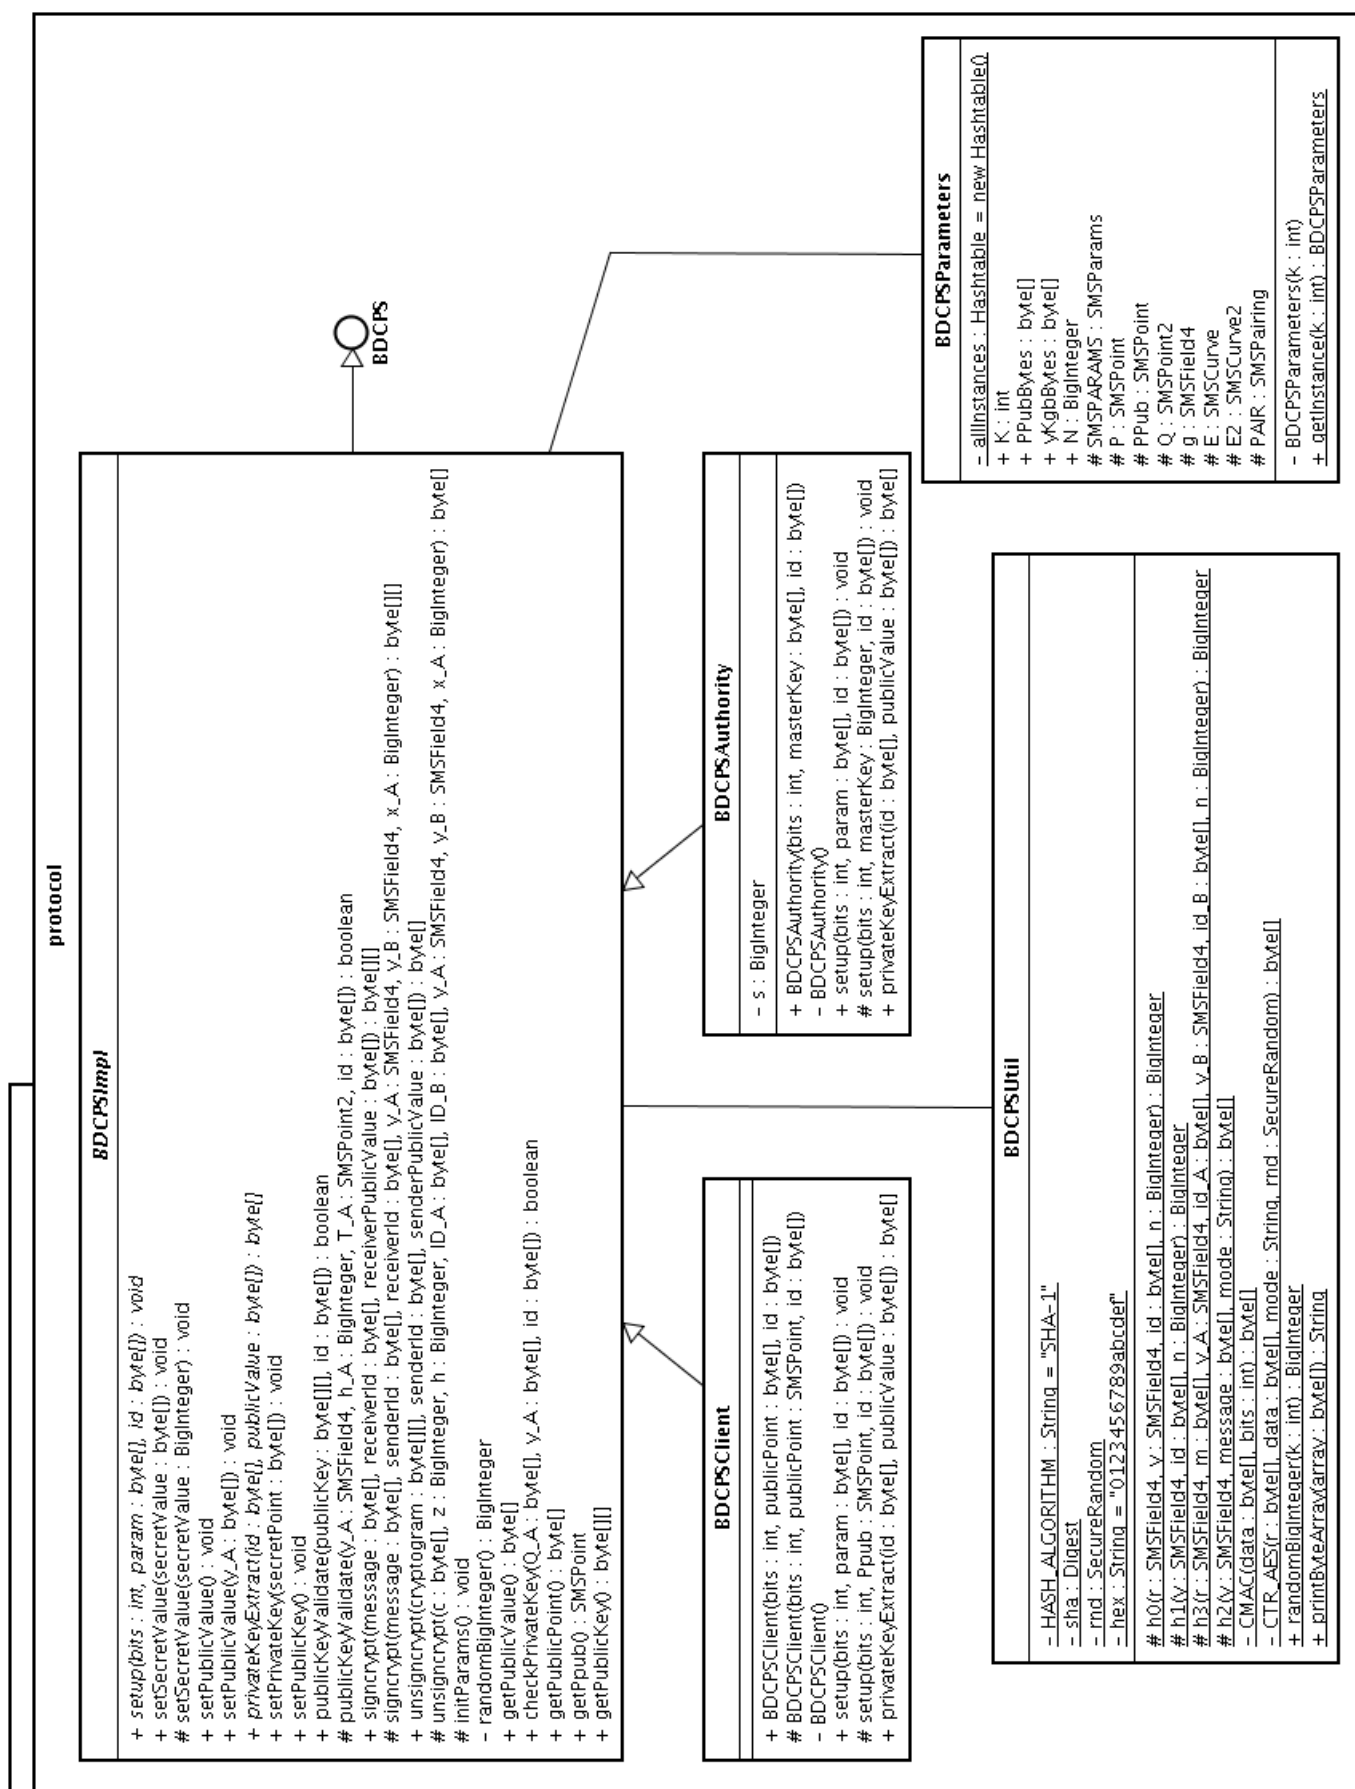 protocol
BDCPSImpl
+ setup(bits : int, param : byte[], id : byte[]) : void
+ setSecretValue(secretValue : byte[]) : void
# setSecretValue(secretValue : BigInteger) : void
+ setPublicValue() : void
+ setPublicValue(y_A : byte[]) : void
+ privateKeyExtract(id : byte[], publicValue : byte[]) : byte[]
+ setPrivateKey(secretPoint : byte[]) : void
+ setPublicKey() : void
+ publicKeyValidate(publicKey : byte[][], id : byte[]) : boolean
# publicKeyValidate(y_A : SMSField4, h_A : BigInteger, T_A : SMSPoint2, id : byte[]) : boolean
+ signcrypt(message : byte[], receiverId : byte[], receiverPublicValue : byte[]) : byte[][]
# signcrypt(message : byte[], senderId : byte[], receiverId : byte[], y_A : SMSField4, y_B : SMSField4, x_A : BigInteger) : byte[][]
+ unsigncrypt(cryptogram : byte[][], senderId : byte[], senderPublicValue : byte[]) : byte[]
# unsigncrypt(c : byte[], z : BigInteger, h : BigInteger, ID_A : byte[], ID_B : byte[], y_A : SMSField4, y_B : SMSField4, x_A : BigInteger) : byte[]
# initParams() : void
- randomBigInteger() : BigInteger
+ getPublicValue() : byte[]
+ checkPrivateKey(Q_A : byte[], y_A : byte[], id : byte[]) : boolean
+ getPublicPoint() : byte[]
+ getPpub() : SMSPoint
+ getPublicKey() : byte[][]
BDCPS
BDCPSClient
+ BDCPSClient(bits : int, publicPoint : byte[], id : byte[])
# BDCPSClient(bits : int, publicPoint : SMSPoint, id : byte[])
- BDCPSClient()
+ setup(bits : int, param : byte[], id : byte[]) : void
# setup(bits : int, Ppub : SMSPoint, id : byte[]) : void
+ privateKeyExtract(id : byte[], publicValue : byte[]) : byte[]
BDCPSAuthority
- s : BigInteger
+ BDCPSAuthority(bits : int, masterKey : byte[], id : byte[])
- BDCPSAuthority()
+ setup(bits : int, param : byte[], id : byte[]) : void
# setup(bits : int, masterKey : BigInteger, id : byte[]) : void
+ privateKeyExtract(id : byte[], publicValue : byte[]) : byte[]
BDCPSParameters
- allInstances : Hashtable = new Hashtable()
+ K : int
+ PPubBytes : byte[]
+ yKgbBytes : byte[]
+ N : BigInteger
# SMSPARAMS : SMSParams
# P : SMSPoint
# PPub : SMSPoint
# Q : SMSPoint2
# g : SMSField4
# E : SMSCurve
# E2 : SMSCurve2
# PAIR : SMSPairing
- BDCPSParameters(k : int)
+ getInstance(k : int) : BDCPSParameters
BDCPSUtil
- HASH_ALGORITHM : String = "SHA-1"
- sha : Digest
- rnd : SecureRandom
- hex : String = "0123456789abcdef"
# h0(r : SMSField4, y : SMSField4, id : byte[], n : BigInteger) : BigInteger
# h1(y : SMSField4, id : byte[], n : BigInteger) : BigInteger
# h3(r : SMSField4, m : byte[], y_A : SMSField4, id_A : byte[], y_B : SMSField4, id_B : byte[], n : BigInteger) : BigInteger
# h2(y : SMSField4, message : byte[], mode : String) : byte[]
- CMAC(data : byte[], bits : int) : byte[]
- CTR_AES(r : byte[], data : byte[], mode : String, rnd : SecureRandom) : byte[]
+ randomBigInteger(k : int) : BigInteger
+ printByteArray(array : byte[]) : String